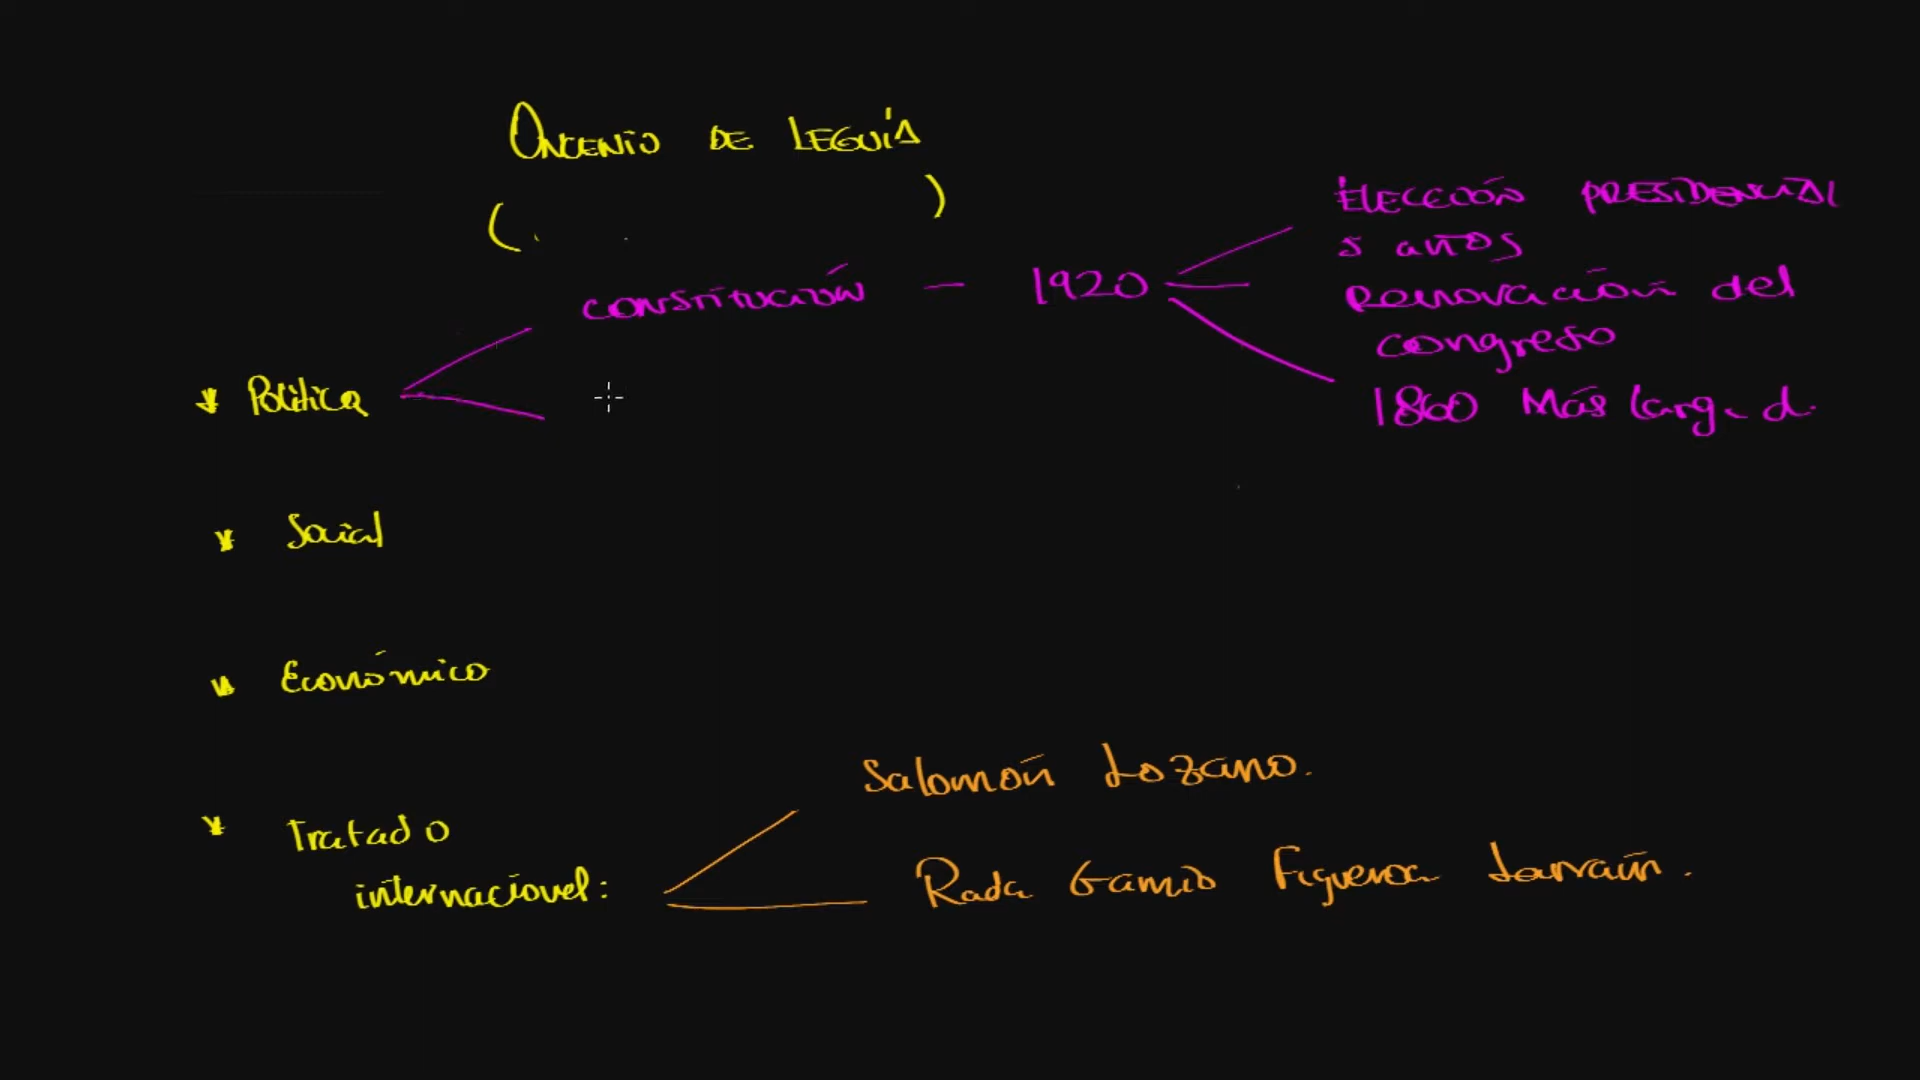 ONCENIO DE LEGUÍA
( )
* Política
CONSTITUCIÓN - 1920
ELECCIÓN PRESIDENCIAL
5 años
Renovación del
congreso
1860 Más larg. d.
* Social
* Económico
* Tratado
internacional:
Salomón Lozano.
Rada Gamio Figueroa Larraín.